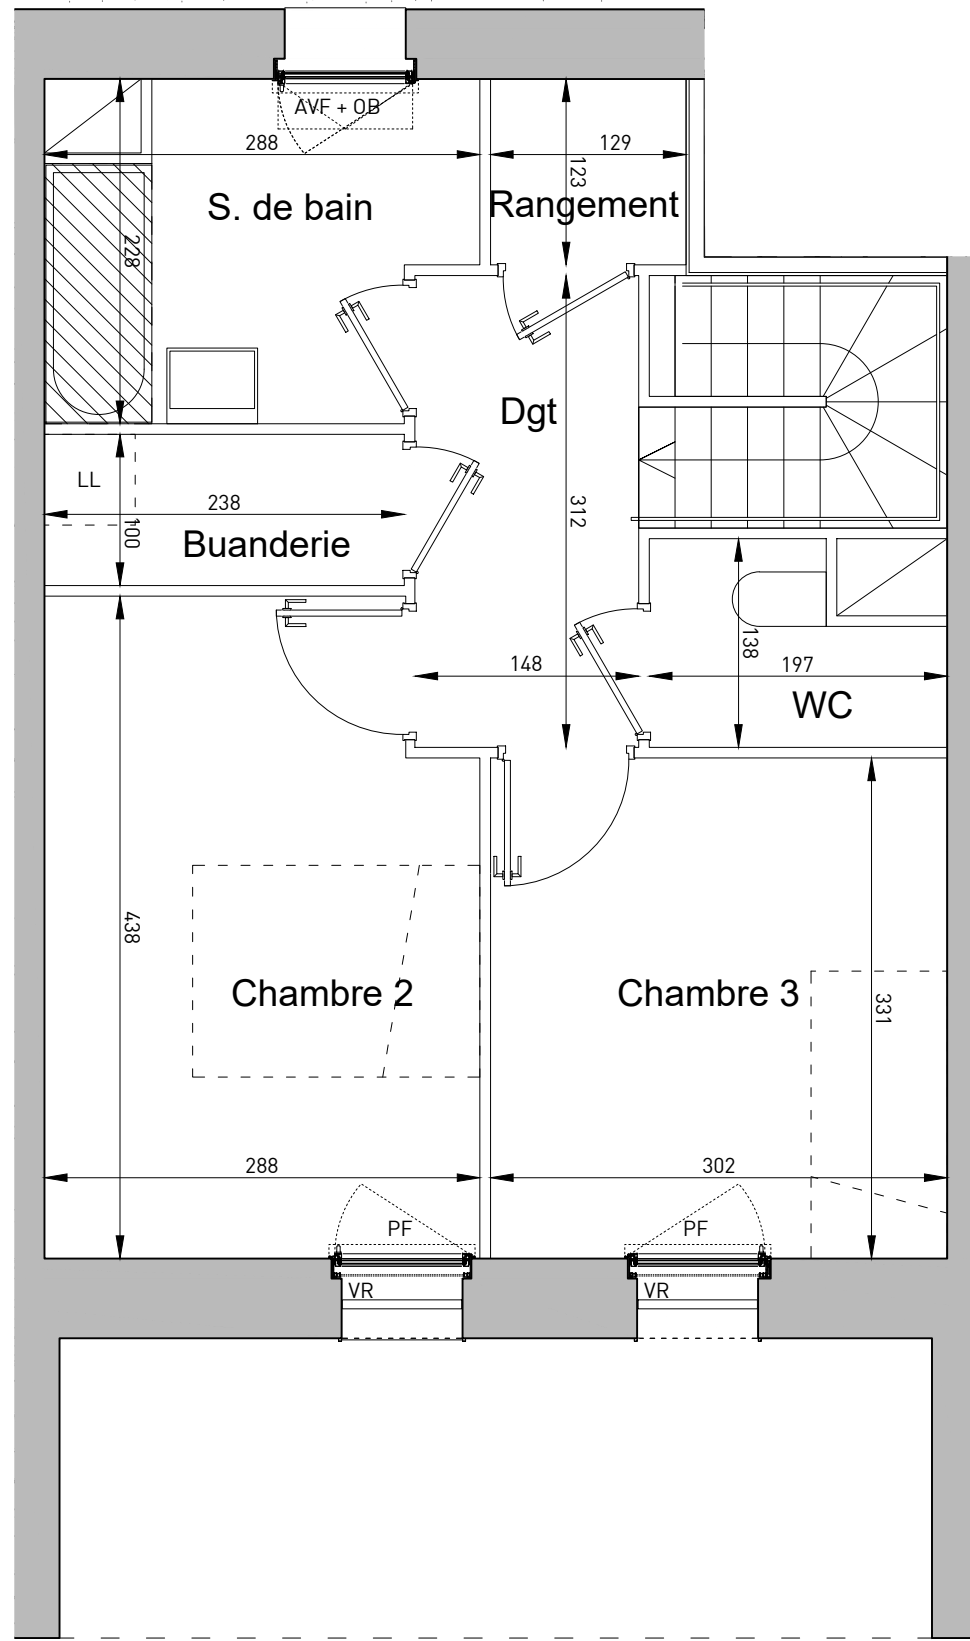 AVF + OB
288
129
123
S. de bain
Rangement
228
Dgt
LL
238
312
100
Buanderie
138
148
197
WC
438
Chambre 2
Chambre 3
331
288
302
PF
PF
VR
VR